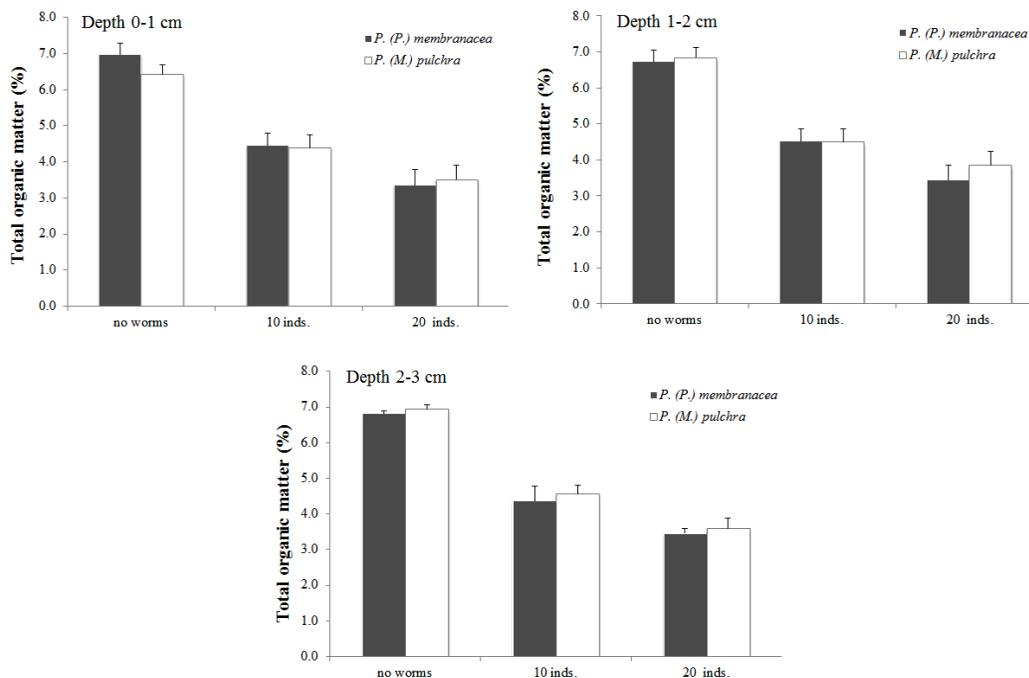 Depth 0-1 cm
P. (P.) membranacea
P. (M.) pulchra
Total organic matter (%)
8.0
7.0
6.0
5.0
4.0
3.0
2.0
1.0
0.0
no worms 10 inds. 20 inds.
Depth 1-2 cm
P. (P.) membranacea
P. (M.) pulchra
Total organic matter (%)
8.0
7.0
6.0
5.0
4.0
3.0
2.0
1.0
0.0
no worms 10 inds. 20 inds.
Depth 2-3 cm
P. (P.) membranacea
P. (M.) pulchra
Total organic matter (%)
8.0
7.0
6.0
5.0
4.0
3.0
2.0
1.0
0.0
no worms 10 inds. 20 inds.